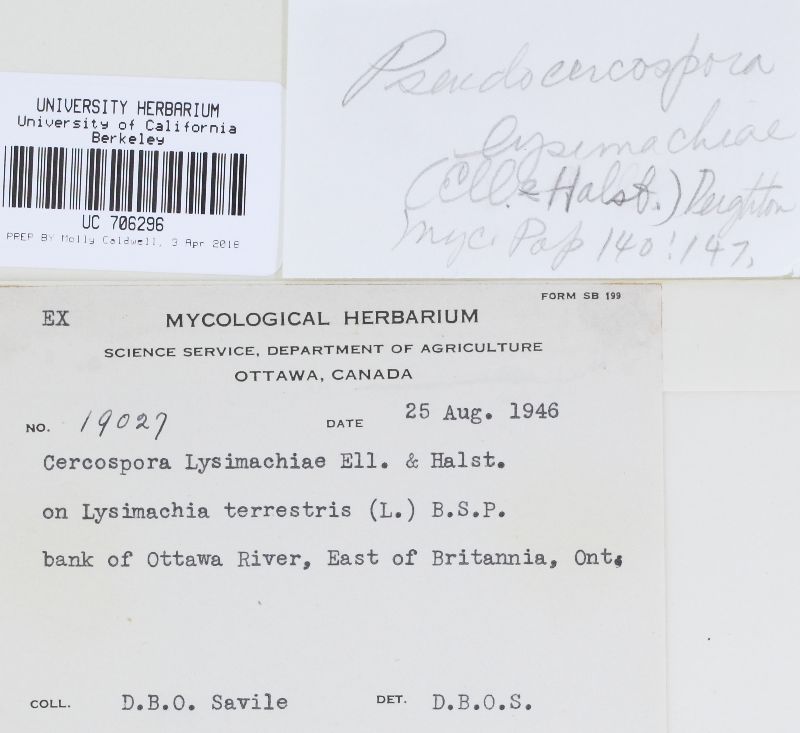 UNIVERSITY HERBARIUM
University of California
Berkeley
UC 706296
PREP BY Molly Caldwell, 3 Apr 2018
Pseudocercospora
lysimachiae
(Ell. & Halst.) Deighton
Myc. Pap 140:147,
FORM SB 199
EX MYCOLOGICAL HERBARIUM
SCIENCE SERVICE, DEPARTMENT OF AGRICULTURE
OTTAWA, CANADA
NO. 19027 DATE 25 Aug. 1946
Cercospora Lysimachiae Ell. & Halst.
on Lysimachia terrestris (L.) B.S.P.
bank of Ottawa River, East of Britannia, Ont.
COLL. D.B.O. Savile DET. D.B.O.S.